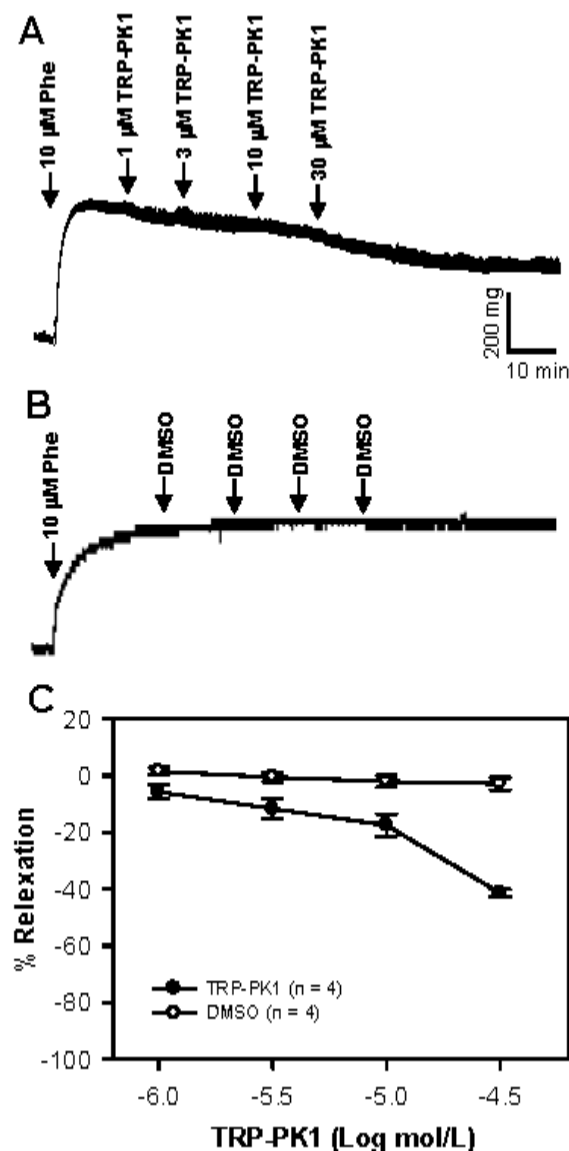 A
10 µM Phe
1 µM TRP-PK1
3 µM TRP-PK1
10 µM TRP-PK1
30 µM TRP-PK1
200 mg
10 min
B
10 µM Phe
DMSO
DMSO
DMSO
DMSO
C
20
0
-20
-40
-60
-80
-100
% Relexation
TRP-PK1 (n = 4)
DMSO (n = 4)
-6.0 -5.5 -5.0 -4.5
TRP-PK1 (Log mol/L)